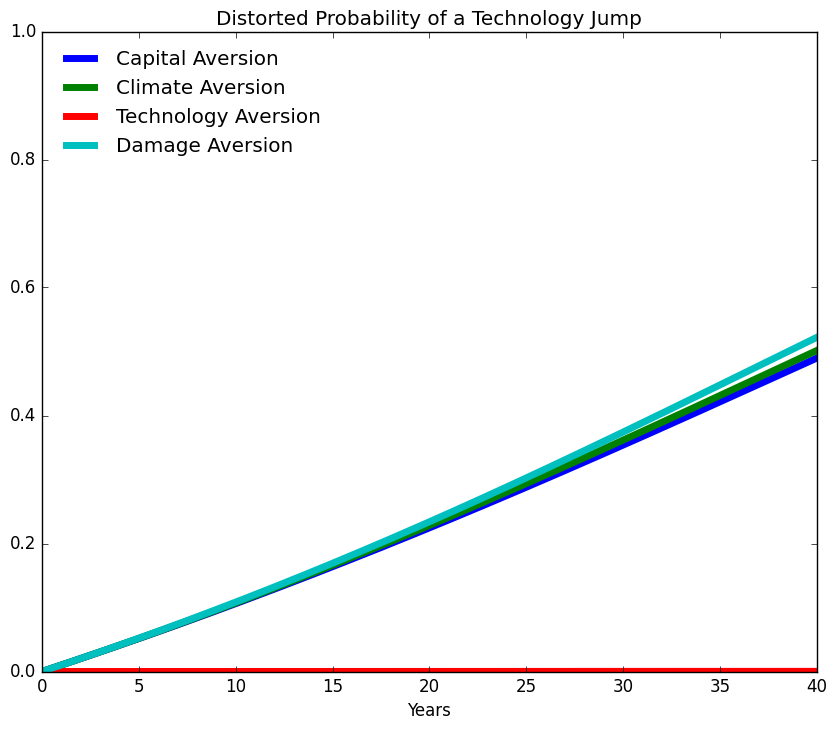 Distorted Probability of a Technology Jump
1.0
Capital Aversion
Climate Aversion
Technology Aversion
Damage Aversion
0.8
0.6
0.4
0.2
0.0
0 5 10 15 20 25 30 35 40
Years